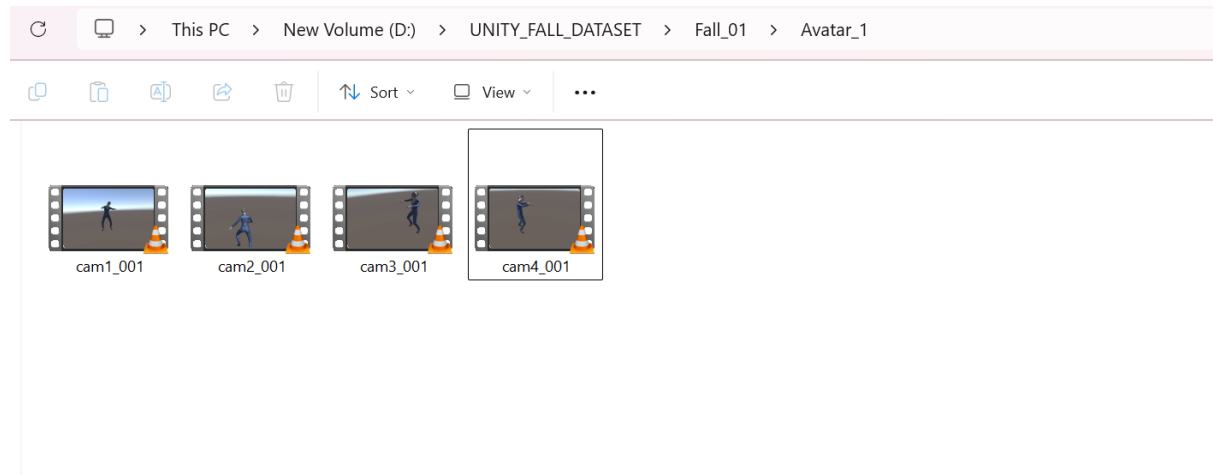 This PC > New Volume (D:) > UNITY_FALL_DATASET > Fall_01 > Avatar_1
Sort View
cam1_001 cam2_001 cam3_001 cam4_001